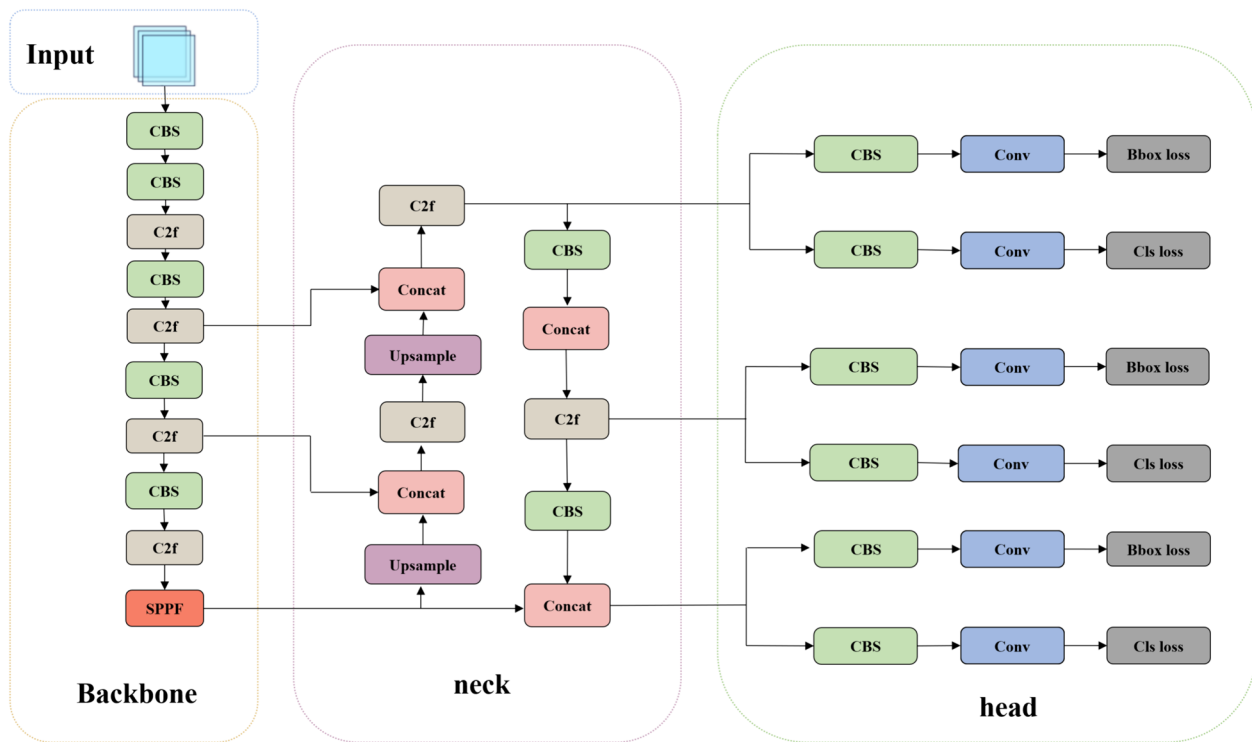 Input
CBS
CBS
C2f
CBS
C2f
CBS
C2f
CBS
C2f
SPPF
Backbone
C2f
Concat
Upsample
C2f
Concat
Upsample
CBS
Concat
C2f
CBS
Concat
neck
CBS Conv Bbox loss
CBS Conv Cls loss
CBS Conv Bbox loss
CBS Conv Cls loss
CBS Conv Bbox loss
CBS Conv Cls loss
head